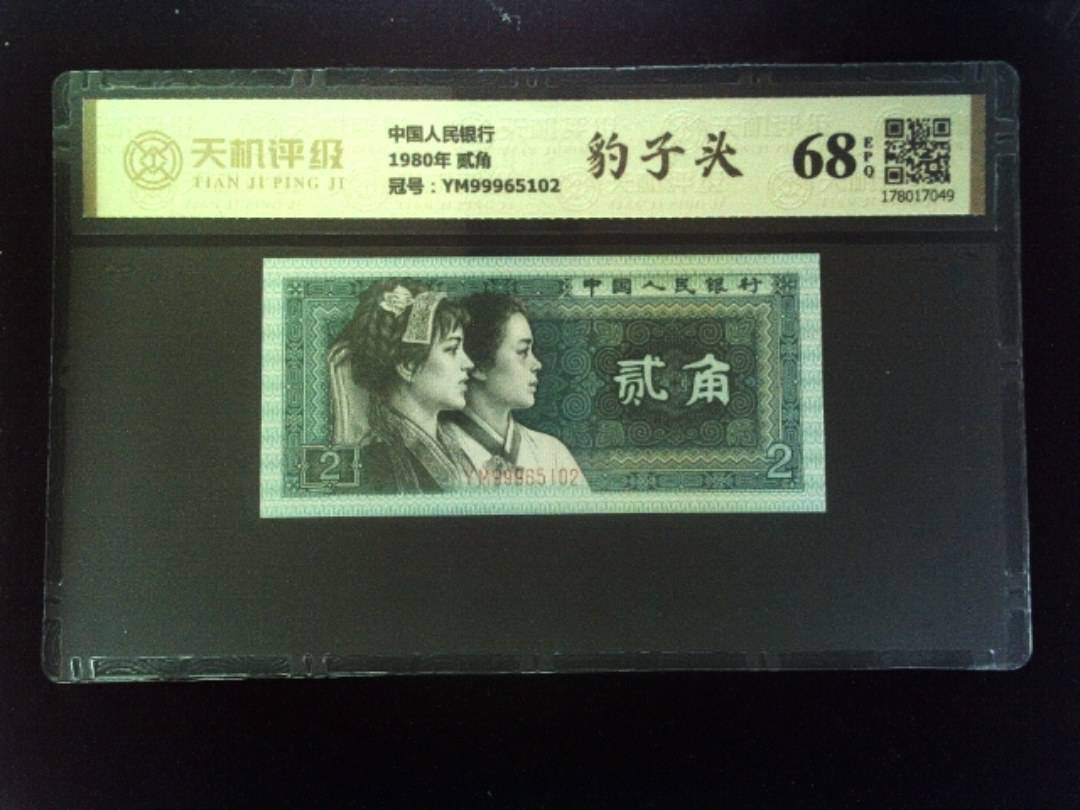 天机评级
TIAN JI PING JI
中国人民银行
1980年 贰角
冠号：YM99965102
豹子头
68
EPQ
178017049
中国人民银行
贰角
2
2
YM99965102